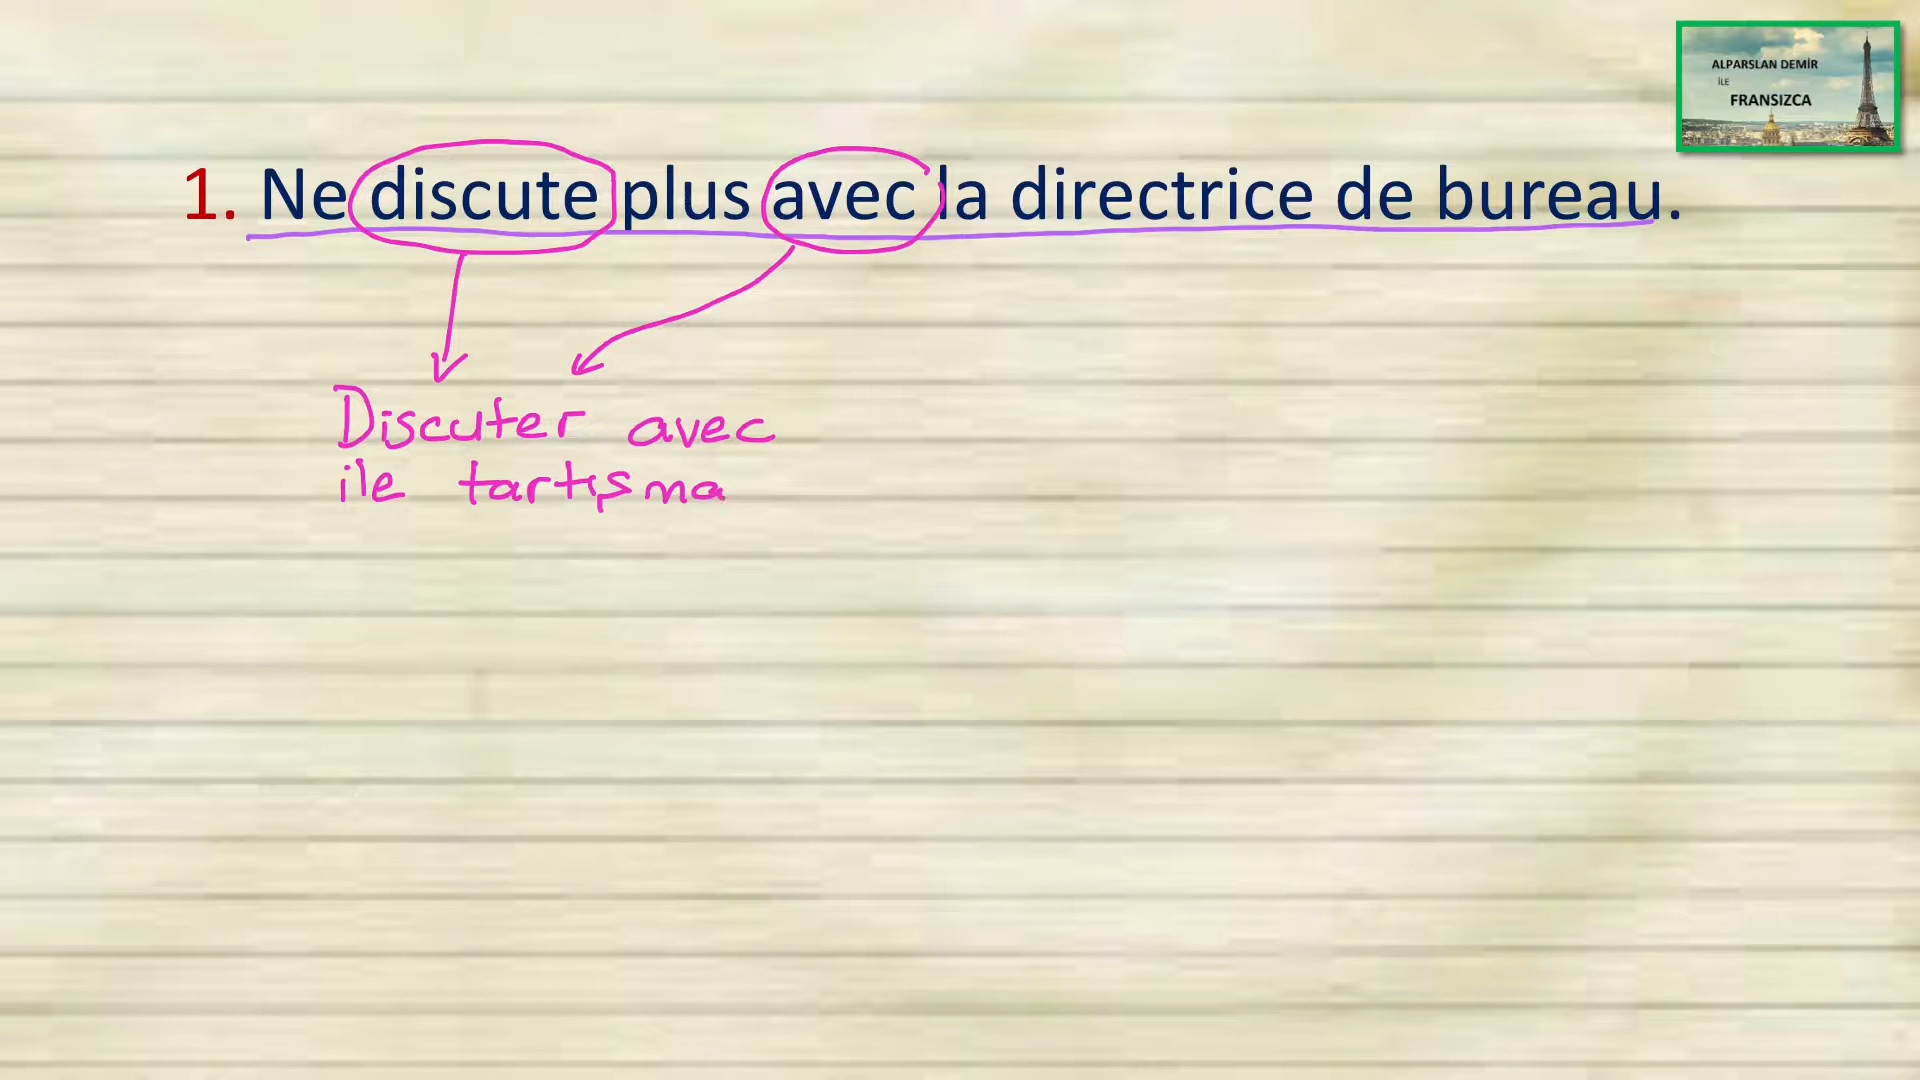 ALPARSLAN DEMİR
İLE
FRANSIZCA
1. Ne discute plus avec la directrice de bureau.
Discuter avec
ile tartışma